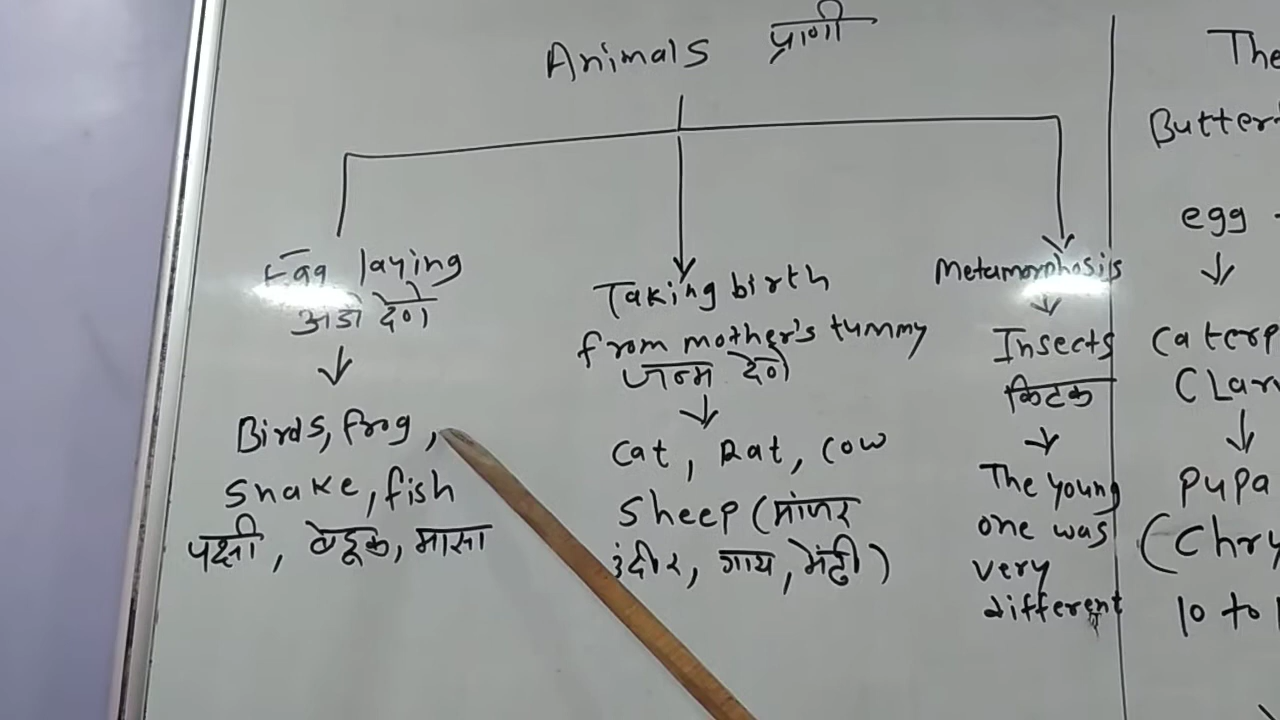 Animals प्राणी
Egg laying
अंडी देणे
Birds, frog,
snake, fish
पक्षी, बेडूक, मासा
Taking birth
from mother's tummy
जन्म देणे
Cat, Rat, Cow
Sheep (मांजर
उंदीर, गाय, मेंढी)
Metamorphosis
Insects
किटक
The young
one was
very
different
The
Butter
egg
Caterp
CLar
Pupa
(Chry
10 to